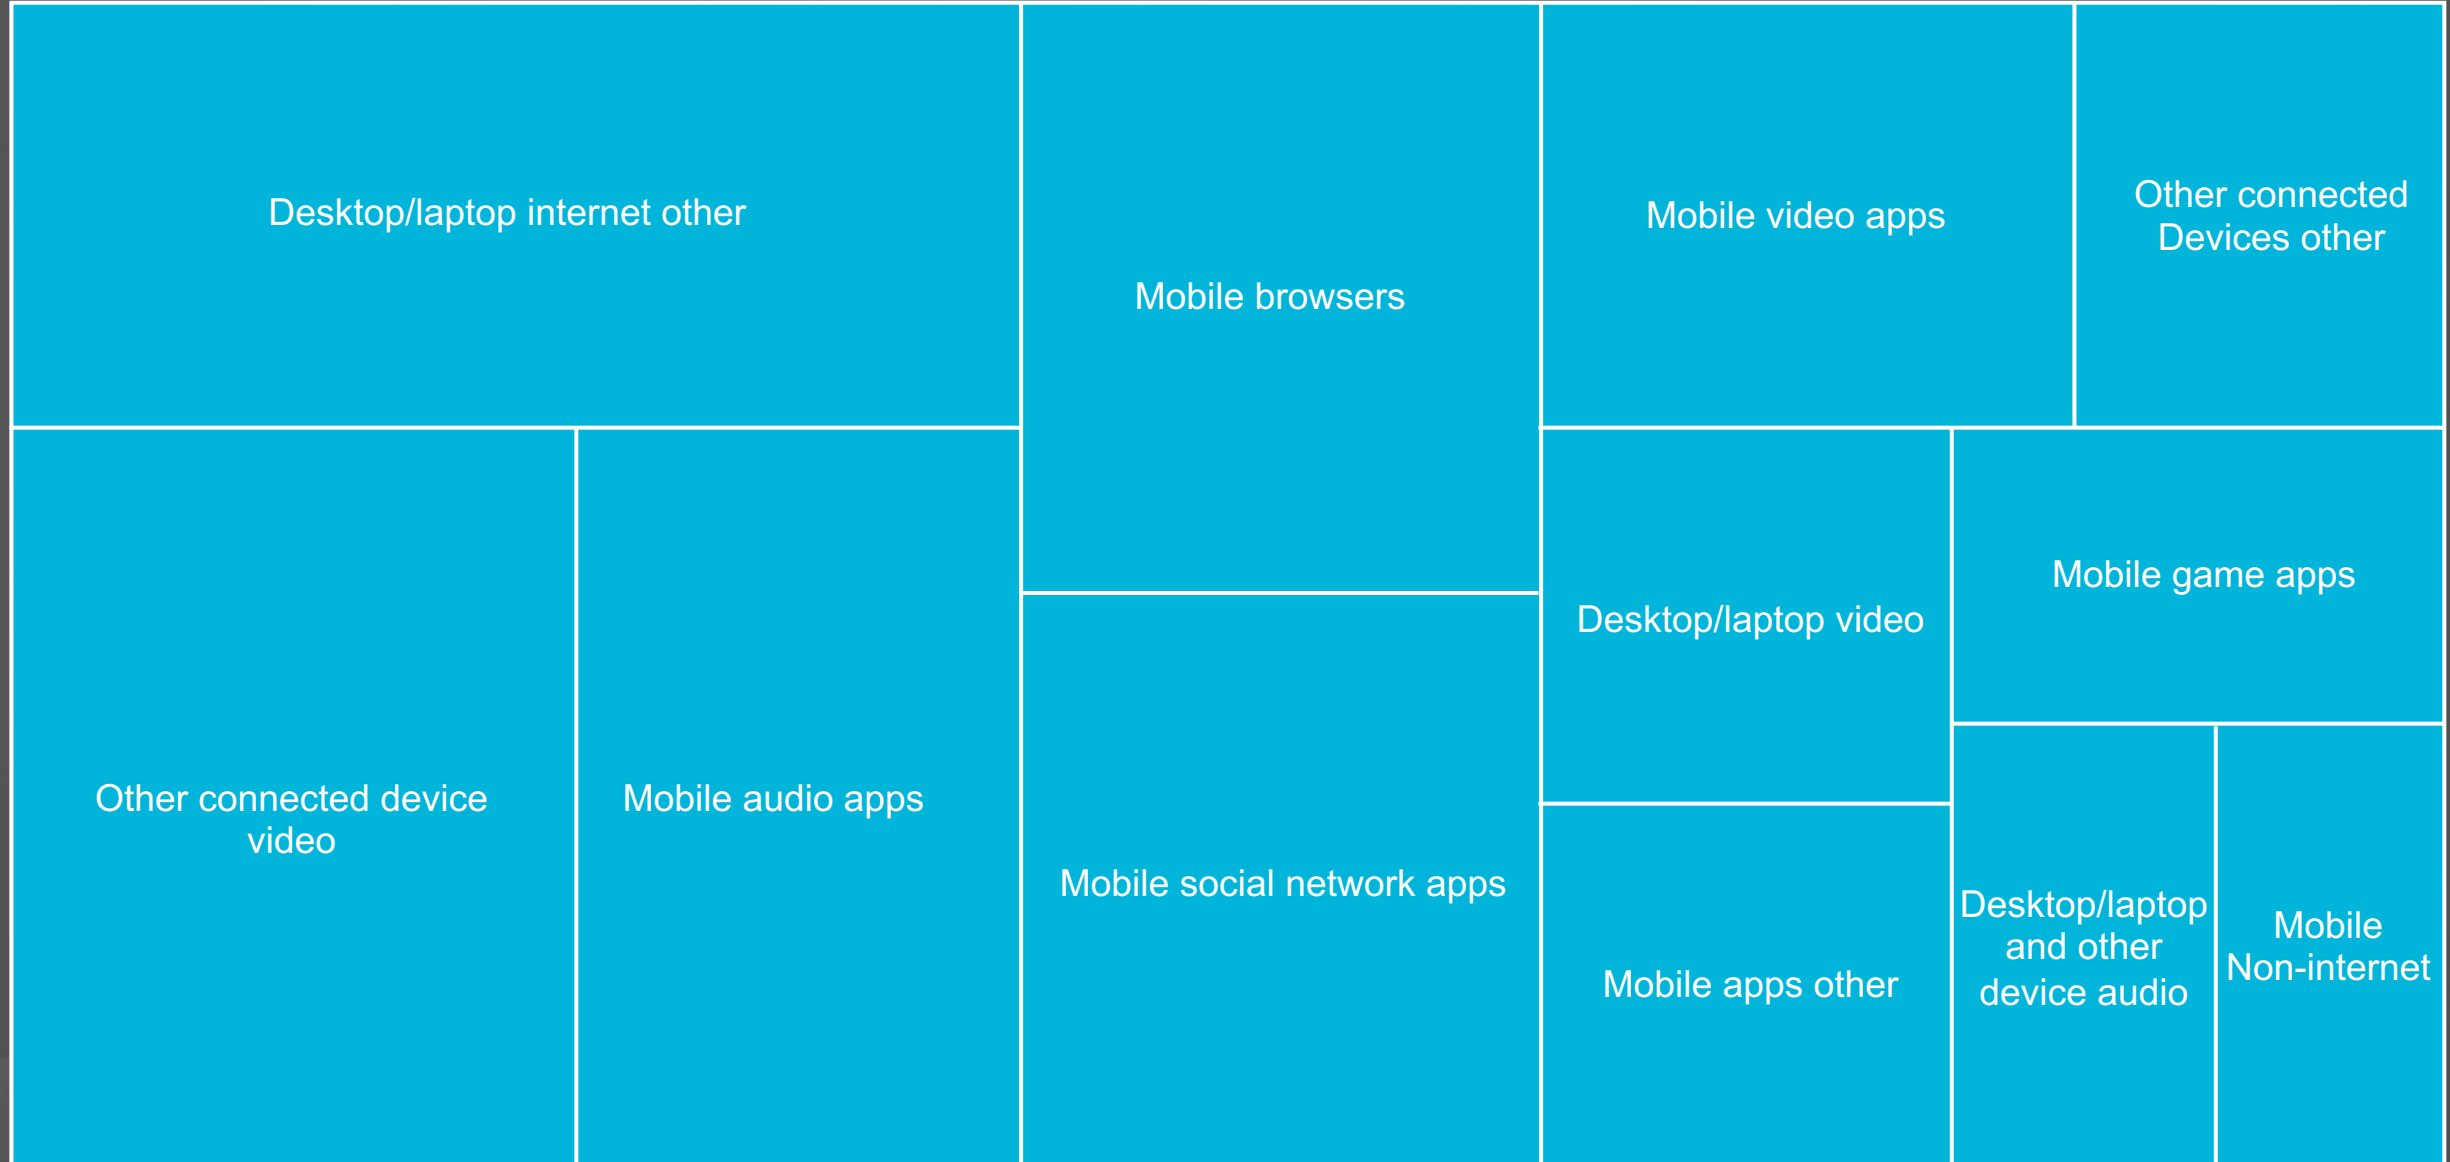 Desktop/laptop internet other
Mobile browsers
Mobile video apps
Other connected
Devices other
Other connected device
video
Mobile audio apps
Mobile social network apps
Desktop/laptop video
Mobile game apps
Mobile apps other
Desktop/laptop
and other
device audio
Mobile
Non-internet